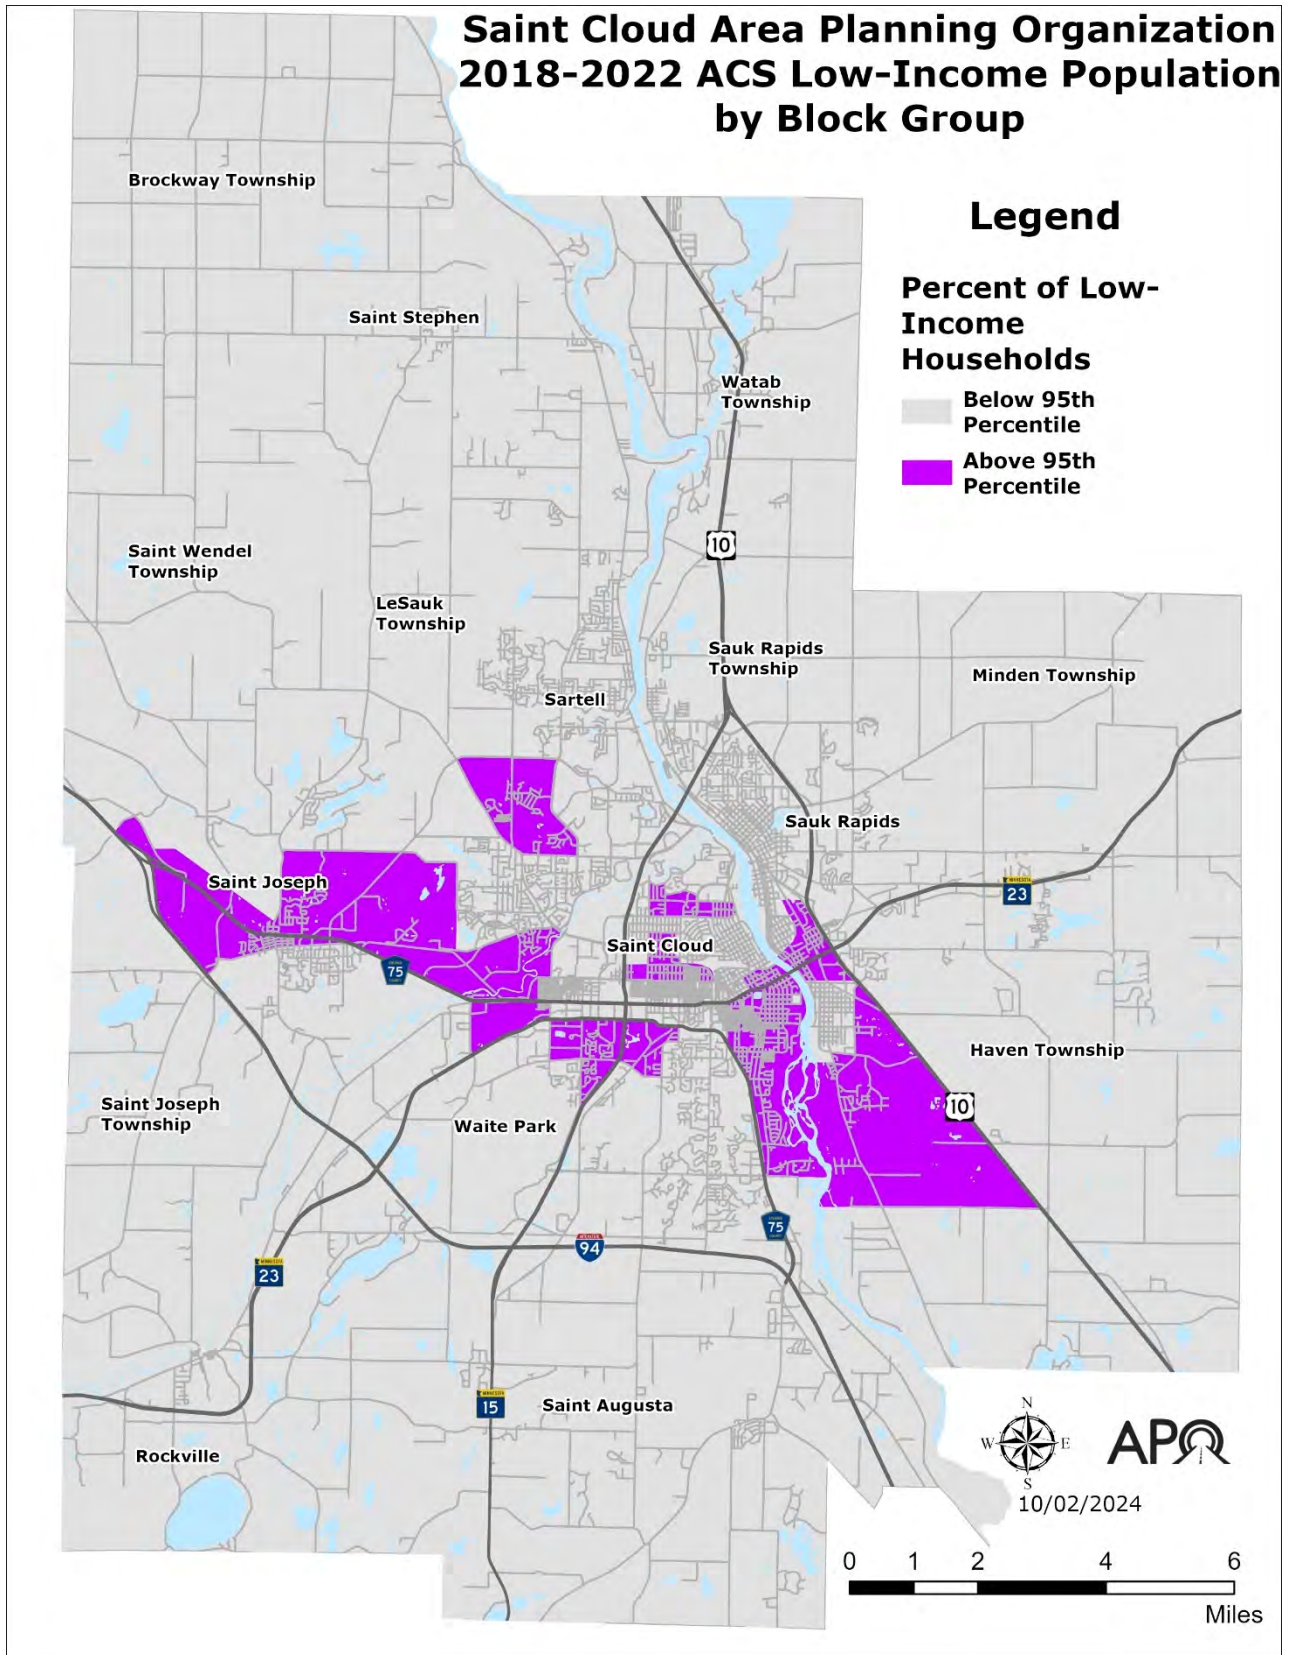 Saint Cloud Area Planning Organization
2018-2022 ACS Low-Income Population
by Block Group
Legend
Percent of Low-
Income
Households
Below 95th
Percentile
Above 95th
Percentile
Brockway Township
Saint Stephen
Watab
Township
10
Saint Wendel
Township
LeSauk
Township
Sauk Rapids
Township
Minden Township
Sartell
Sauk Rapids
Saint Joseph
MINNESOTA
23
Saint Cloud
75
Haven Township
10
Saint Joseph
Township
Waite Park
75
94
MINNESOTA
23
MINNESOTA
15
Saint Augusta
Rockville
N
W
E
S
APO
10/02/2024
0 1 2 4 6
Miles